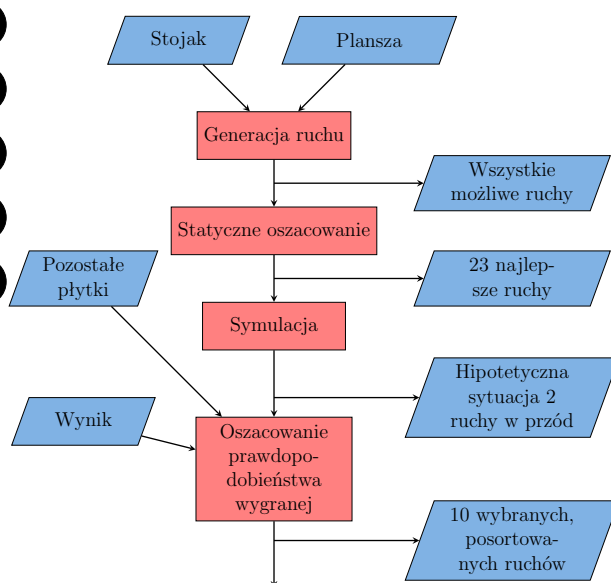 Stojak
Plansza
Generacja ruchu
Wszystkie
możliwe ruchy
Statyczne oszacowanie
Pozostałe
płytki
23 najlep-
sze ruchy
Symulacja
Hipotetyczna
sytuacja 2
ruchy w przód
Wynik
Oszacowanie
prawdopo-
dobieństwa
wygranej
10 wybranych,
posortowa-
nych ruchów